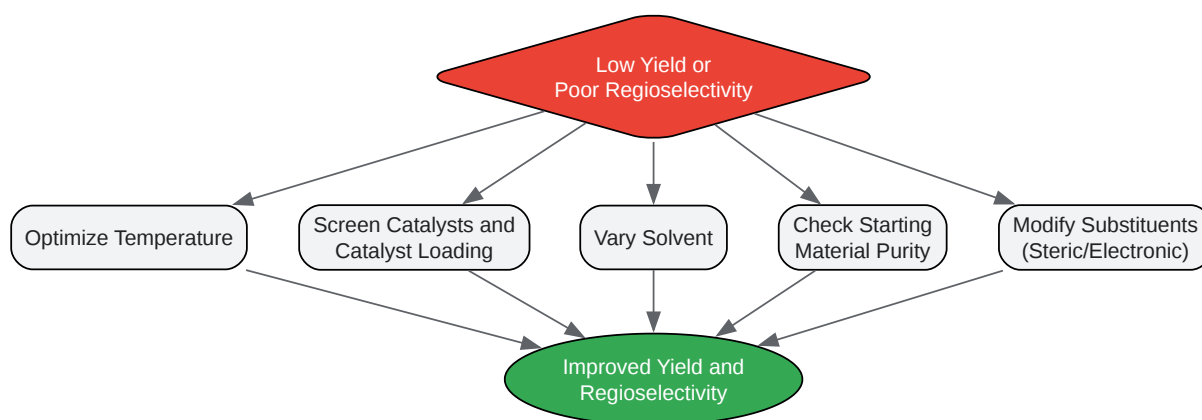 Low Yield or
Poor Regioselectivity
Optimize Temperature
Screen Catalysts and
Catalyst Loading
Vary Solvent
Check Starting
Material Purity
Modify Substituents
(Steric/Electronic)
Improved Yield and
Regioselectivity